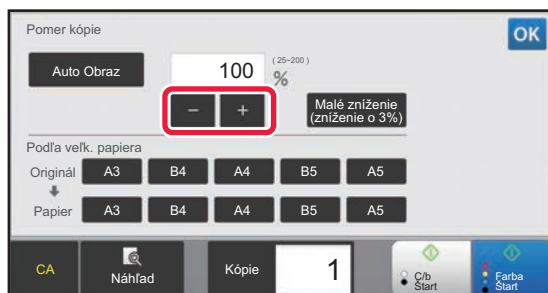 Pomer kópie
OK
Auto Obraz
100
(25~200)
%
− +
Malé zníženie
(zníženie o 3%)
Podľa veľk. papiera
Originál A3 B4 A4 B5 A5
Papier A3 B4 A4 B5 A5
CA
Náhľad
Kópie
1
Č/b
Štart
Farba
Štart